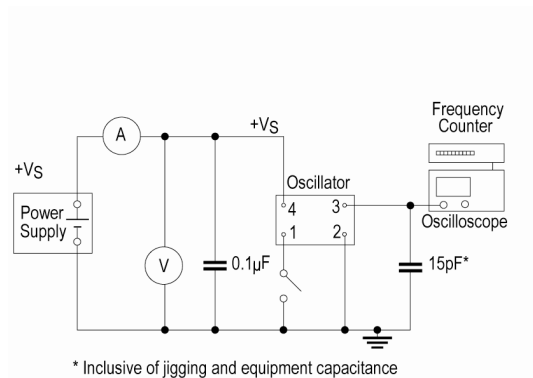 Frequency
Counter
+VS
A
+VS
Oscillator
Power
Supply
4
3
Oscilloscope
1
2
V
0.1µF
15pF*
* Inclusive of jigging and equipment capacitance